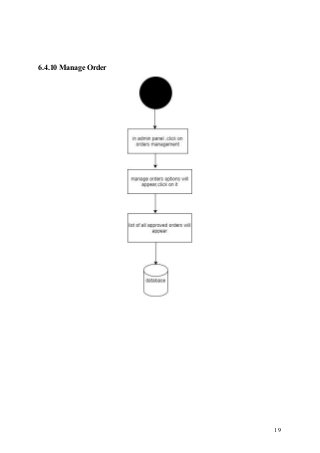 6.4.10 Manage Order
in admin panel .click on
orders management
manage orders options will
appear,click on it
list of all approved orders will
appear
database
19